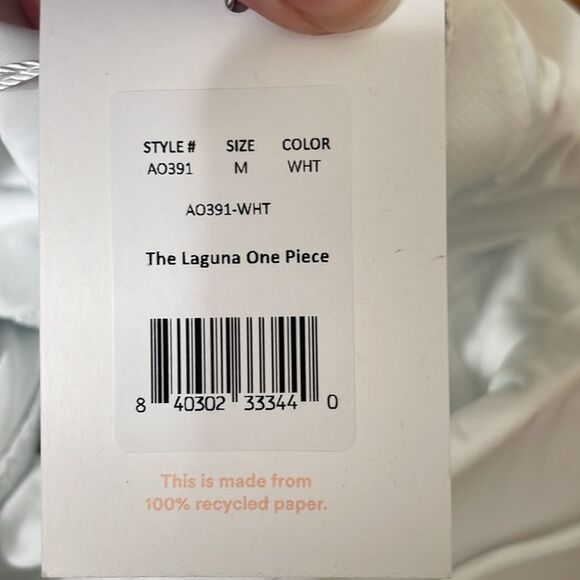 STYLE # SIZE COLOR
AO391 M WHT
AO391-WHT
The Laguna One Piece
8 40302 33344 0
This is made from
100% recycled paper.